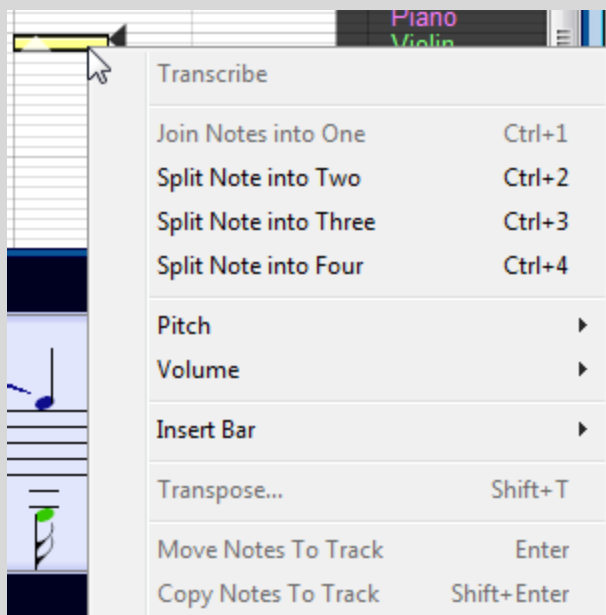 Piano
Violin
Transcribe
Join Notes into One Ctrl+1
Split Note into Two Ctrl+2
Split Note into Three Ctrl+3
Split Note into Four Ctrl+4
Pitch
Volume
Insert Bar
Transpose... Shift+T
Move Notes To Track Enter
Copy Notes To Track Shift+Enter